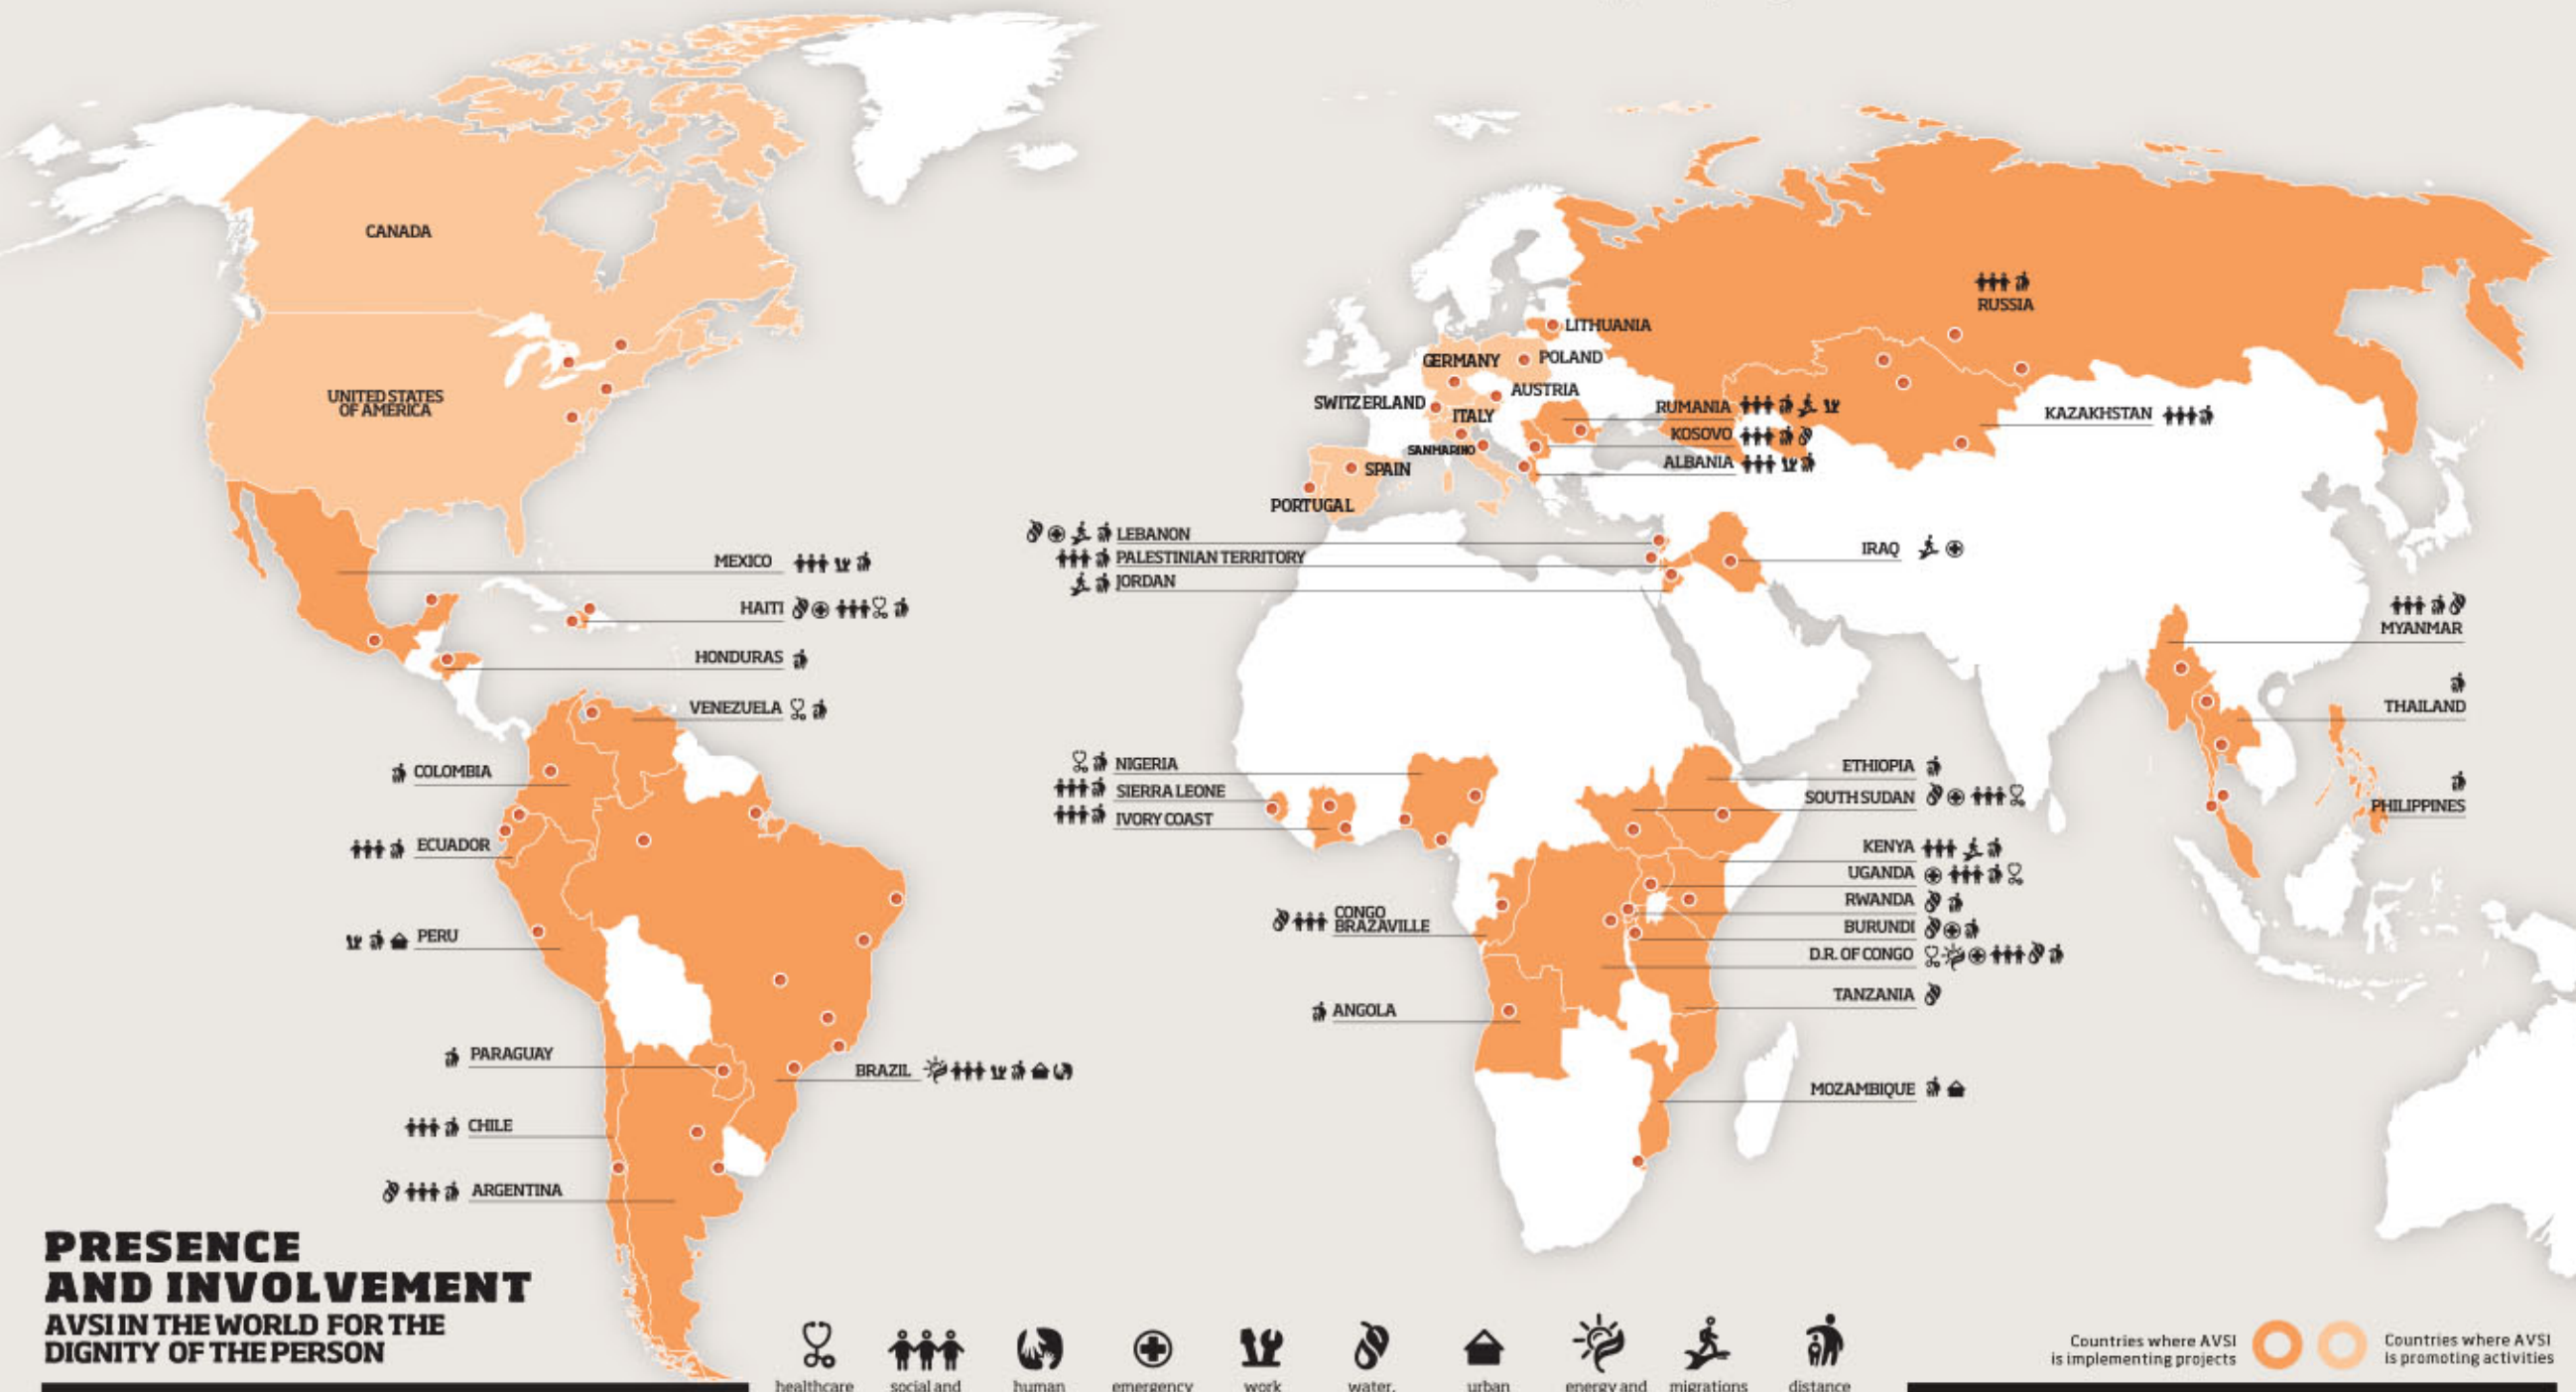 CANADA
UNITED STATES
OF AMERICA
MEXICO
HAITI
HONDURAS
VENEZUELA
COLOMBIA
ECUADOR
PERU
PARAGUAY
BRAZIL
CHILE
ARGENTINA
RUSSIA
LITHUANIA
GERMANY
POLAND
AUSTRIA
SWITZERLAND
ITALY
SAN MARINO
SPAIN
PORTUGAL
RUMANIA
KOSOVO
ALBANIA
KAZAKHSTAN
LEBANON
PALESTINIAN TERRITORY
JORDAN
IRAQ
MYANMAR
THAILAND
PHILIPPINES
NIGERIA
SIERRA LEONE
IVORY COAST
ETHIOPIA
SOUTH SUDAN
KENYA
UGANDA
RWANDA
BURUNDI
D.R. OF CONGO
TANZANIA
CONGO
BRAZAVILLE
ANGOLA
MOZAMBIQUE
PRESENCE
AND INVOLVEMENT
AVSI IN THE WORLD FOR THE
DIGNITY OF THE PERSON
healthcare
social and
human
emergency
work
water,
urban
energy and
migrations
distance
Countries where AVSI
is implementing projects
Countries where AVSI
is promoting activities